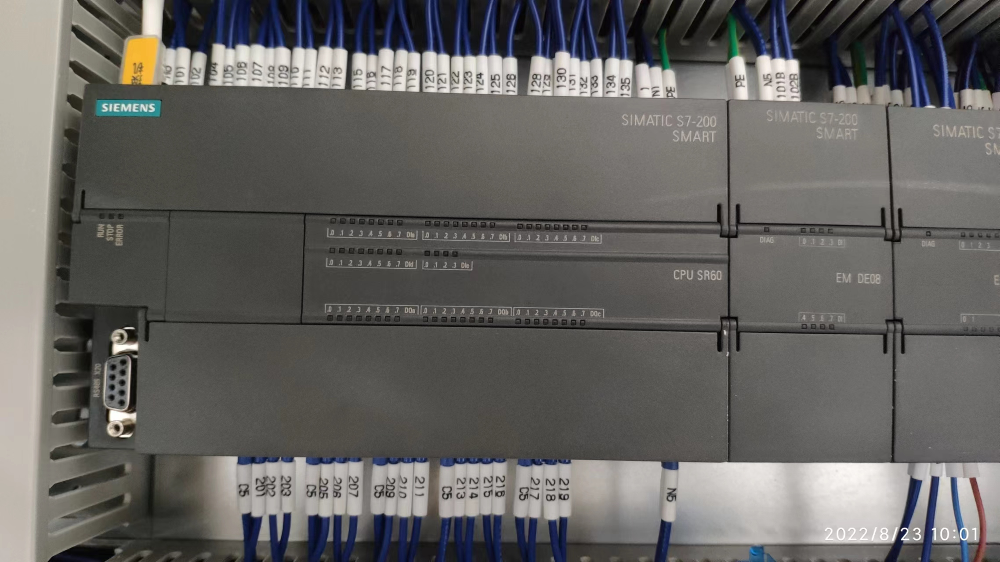 101
102
104
105
106
107
108
109
110
111
112
113
115
116
117
118
119
120
121
122
123
124
125
126
128
129
130
131
132
133
134
135
1
N1
PE
PE
N5
101B
102B
SIEMENS
SIMATIC S7-200
SMART
SIMATIC S7-200
SMART
SIMATIC S7
RUN
STOP
ERROR
.0 .1 .2 .3 .4 .5 .6 .7 DIa
.0 .1 .2 .3 .4 .5 .6 .7 DIb
.0 .1 .2 .3 .4 .5 .6 .7 DIc
DIAG
.0 .1 .2 .3 DI
DIAG
0 1 2 3
.0 .1 .2 .3 .4 .5 .6 .7 DId
.0 .1 .2 .3 DIe
CPU SR60
EM DE08
.0 .1 .2 .3 .4 .5 .6 .7 DQa
.0 .1 .2 .3 .4 .5 .6 .7 DQb
.0 .1 .2 .3 .4 .5 .6 .7 DQc
.4 .5 .6 .7 DI
0 1
RS485 X20
C5
201
202
203
C5
205
206
207
C5
209
210
211
C5
213
214
215
216
C5
217
218
219
N5
2022/8/23 10:01